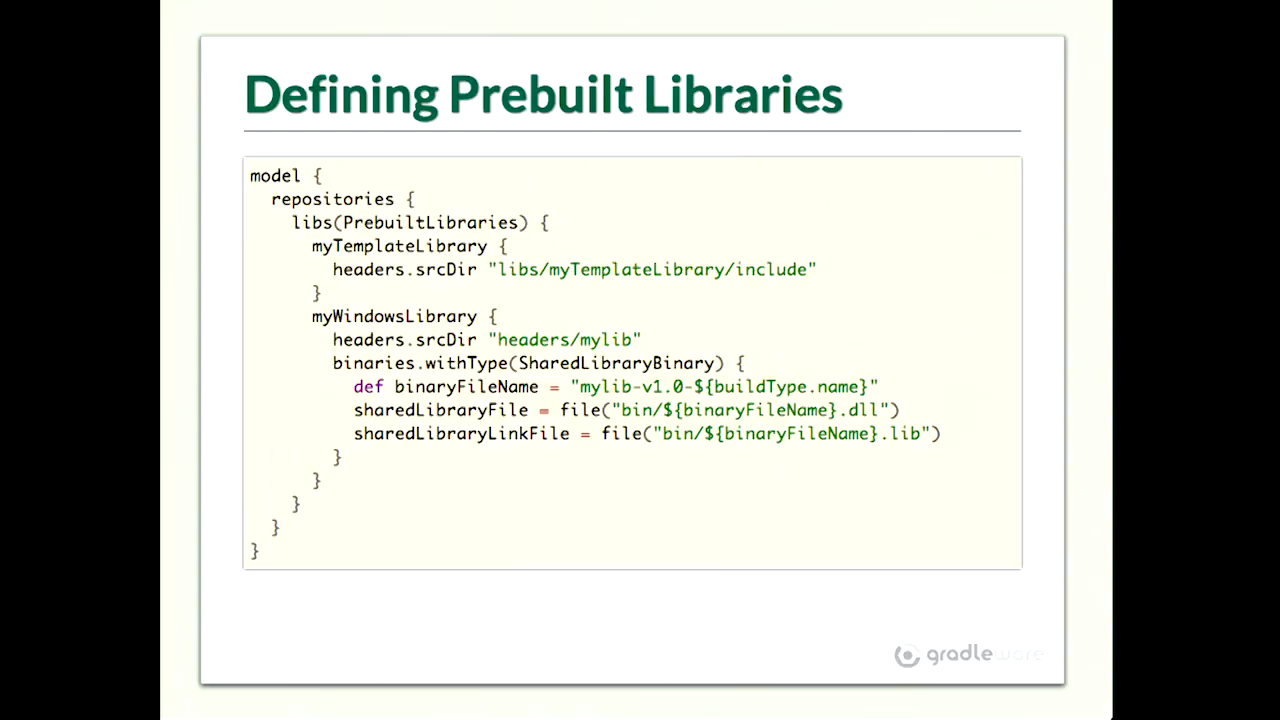 Defining Prebuilt Libraries
model {
  repositories {
    libs(PrebuiltLibraries) {
      myTemplateLibrary {
        headers.srcDir "libs/myTemplateLibrary/include"
      }
      myWindowsLibrary {
        headers.srcDir "headers/mylib"
        binaries.withType(SharedLibraryBinary) {
          def binaryFileName = "mylib-v1.0-${buildType.name}"
          sharedLibraryFile = file("bin/${binaryFileName}.dll")
          sharedLibraryLinkFile = file("bin/${binaryFileName}.lib")
        }
      }
    }
  }
}
gradleware